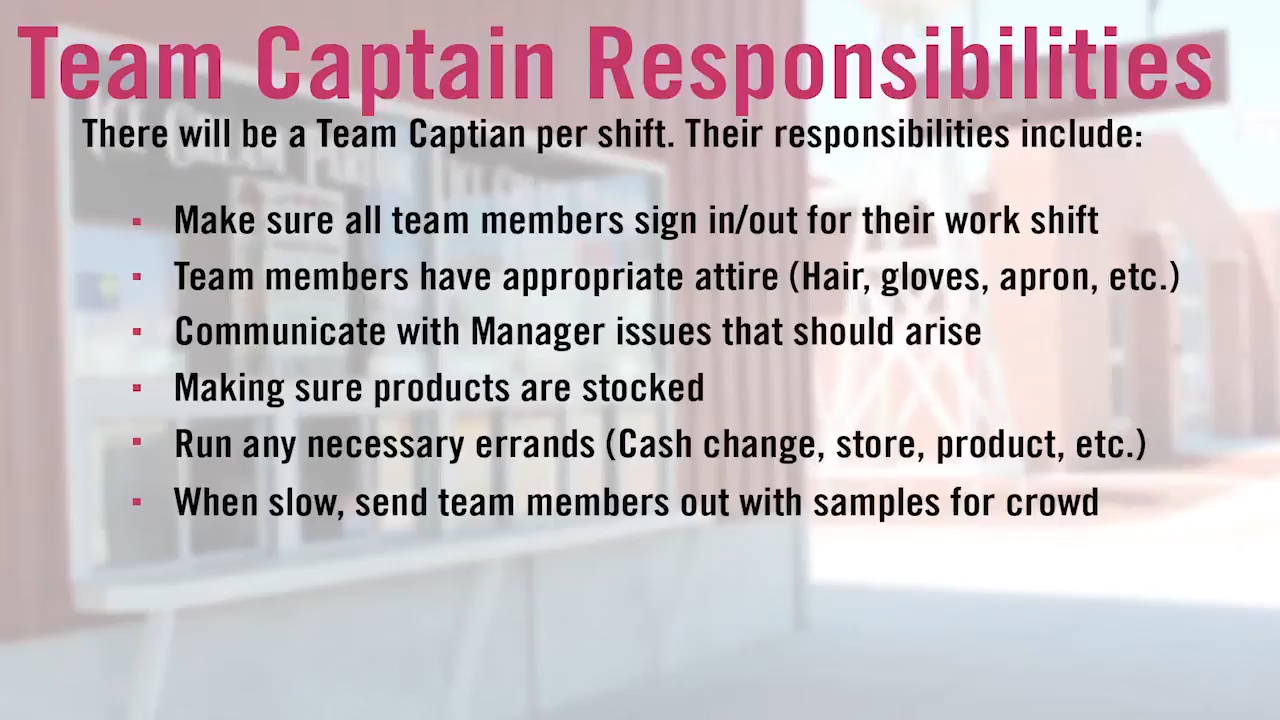 Team Captain Responsibilities
There will be a Team Captian per shift. Their responsibilities include:
▪ Make sure all team members sign in/out for their work shift
▪ Team members have appropriate attire (Hair, gloves, apron, etc.)
▪ Communicate with Manager issues that should arise
▪ Making sure products are stocked
▪ Run any necessary errands (Cash change, store, product, etc.)
▪ When slow, send team members out with samples for crowd